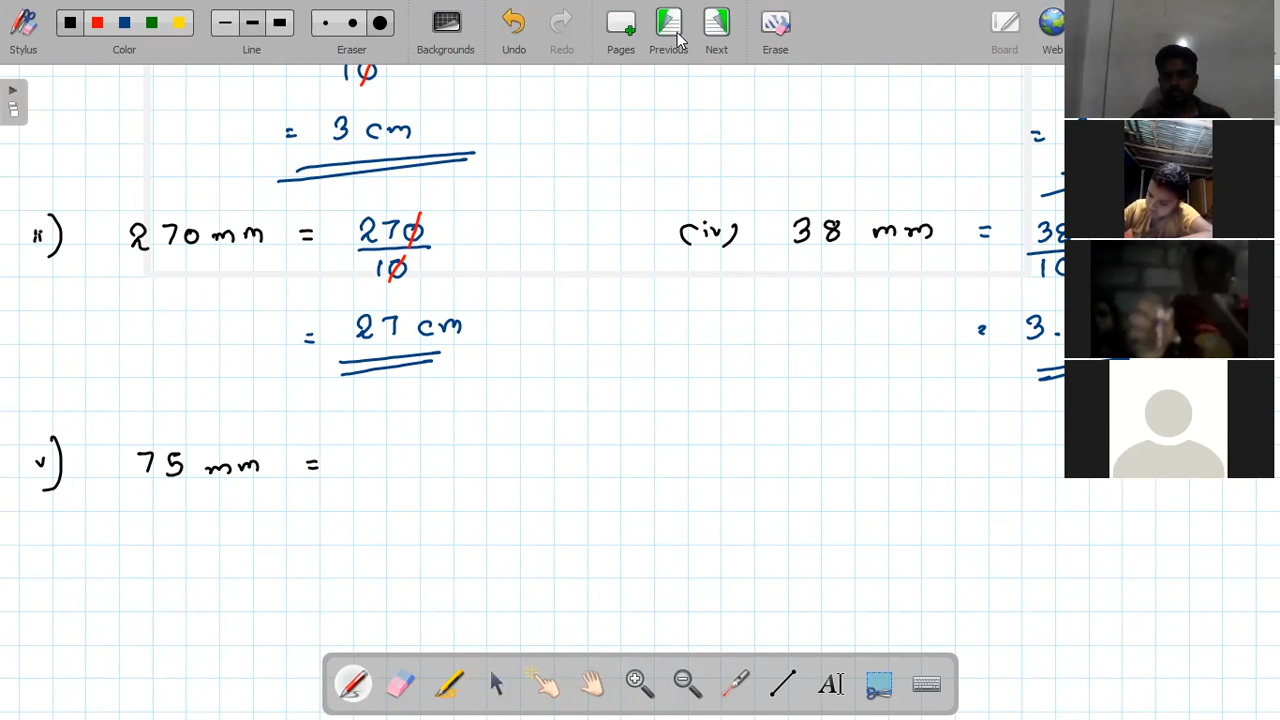 Stylus Color Line Eraser Backgrounds Undo Redo Pages Previous Next Erase Board Web
10
= 3 cm
=
ii) 270 mm = 270/10
(iv) 38 mm = 38/10
= 27 cm
= 3.
v) 75 mm =